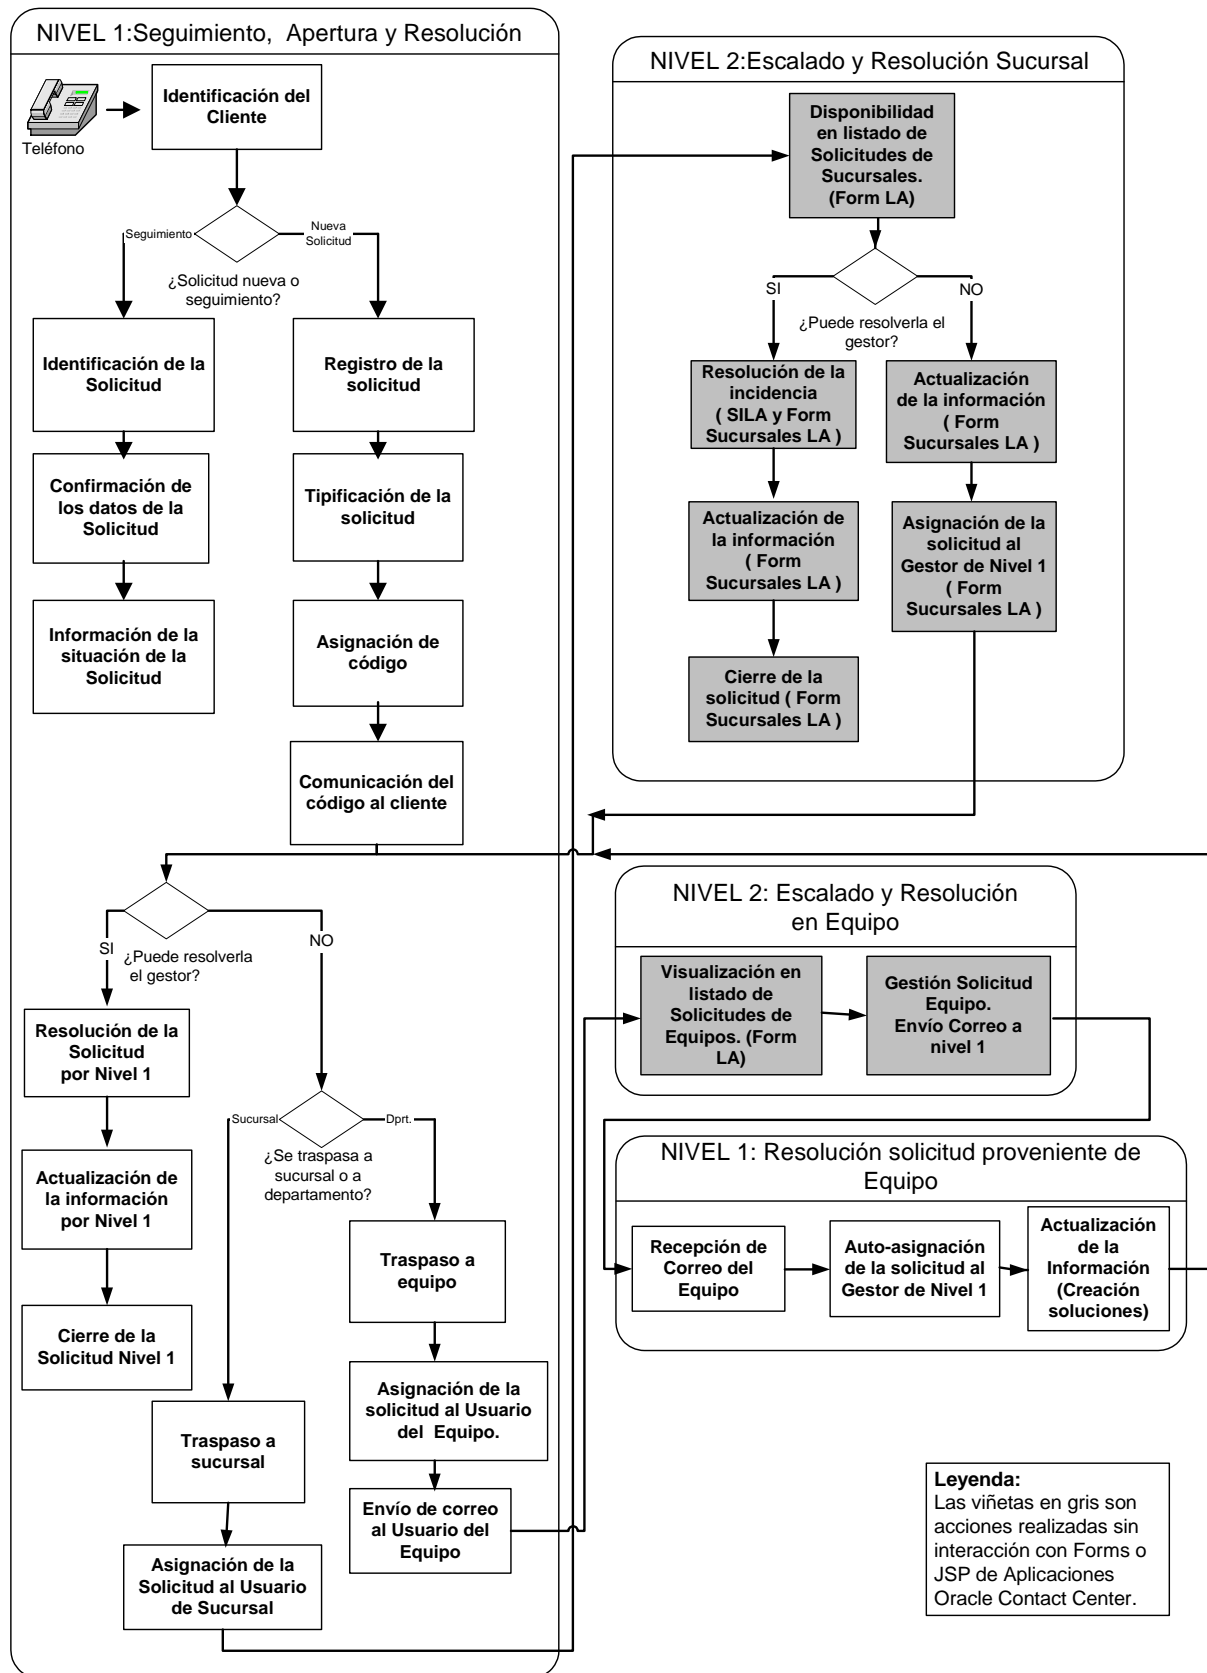 NIVEL 1:Seguimiento, Apertura y Resolución
Teléfono
Identificación del
Cliente
Seguimiento
Nueva
Solicitud
¿Solicitud nueva o
seguimiento?
Identificación de la
Solicitud
Registro de la
solicitud
Confirmación de
los datos de la
Solicitud
Tipificación de la
solicitud
Información de la
situación de la
Solicitud
Asignación de
código
Comunicación del
código al cliente
SI
NO
¿Puede resolverla
el gestor?
Resolución de la
Solicitud
por Nivel 1
Sucursal
Dprt.
¿Se traspasa a
sucursal o a
departamento?
Actualización de
la información
por Nivel 1
Traspaso a
equipo
Cierre de la
Solicitud Nivel 1
Asignación de la
solicitud al Usuario
del Equipo.
Traspaso a
sucursal
Envío de correo
al Usuario del
Equipo
Asignación de la
Solicitud al Usuario
de Sucursal
NIVEL 2:Escalado y Resolución Sucursal
Disponibilidad
en listado de
Solicitudes de
Sucursales.
(Form LA)
SI
NO
¿Puede resolverla el
gestor?
Resolución de la
incidencia
( SILA y Form
Sucursales LA )
Actualización
de la información
( Form
Sucursales LA )
Actualización de
la información
( Form
Sucursales LA )
Asignación de la
solicitud al
Gestor de Nivel 1
( Form
Sucursales LA )
Cierre de la
solicitud ( Form
Sucursales LA )
NIVEL 2: Escalado y Resolución
en Equipo
Visualización en
listado de
Solicitudes de
Equipos. (Form
LA)
Gestión Solicitud
Equipo.
Envío Correo a
nivel 1
NIVEL 1: Resolución solicitud proveniente de
Equipo
Recepción de
Correo del
Equipo
Auto-asignación
de la solicitud al
Gestor de Nivel 1
Actualización
de la
Información
(Creación
soluciones)
Leyenda:
Las viñetas en gris son
acciones realizadas sin
interacción con Forms o
JSP de Aplicaciones
Oracle Contact Center.